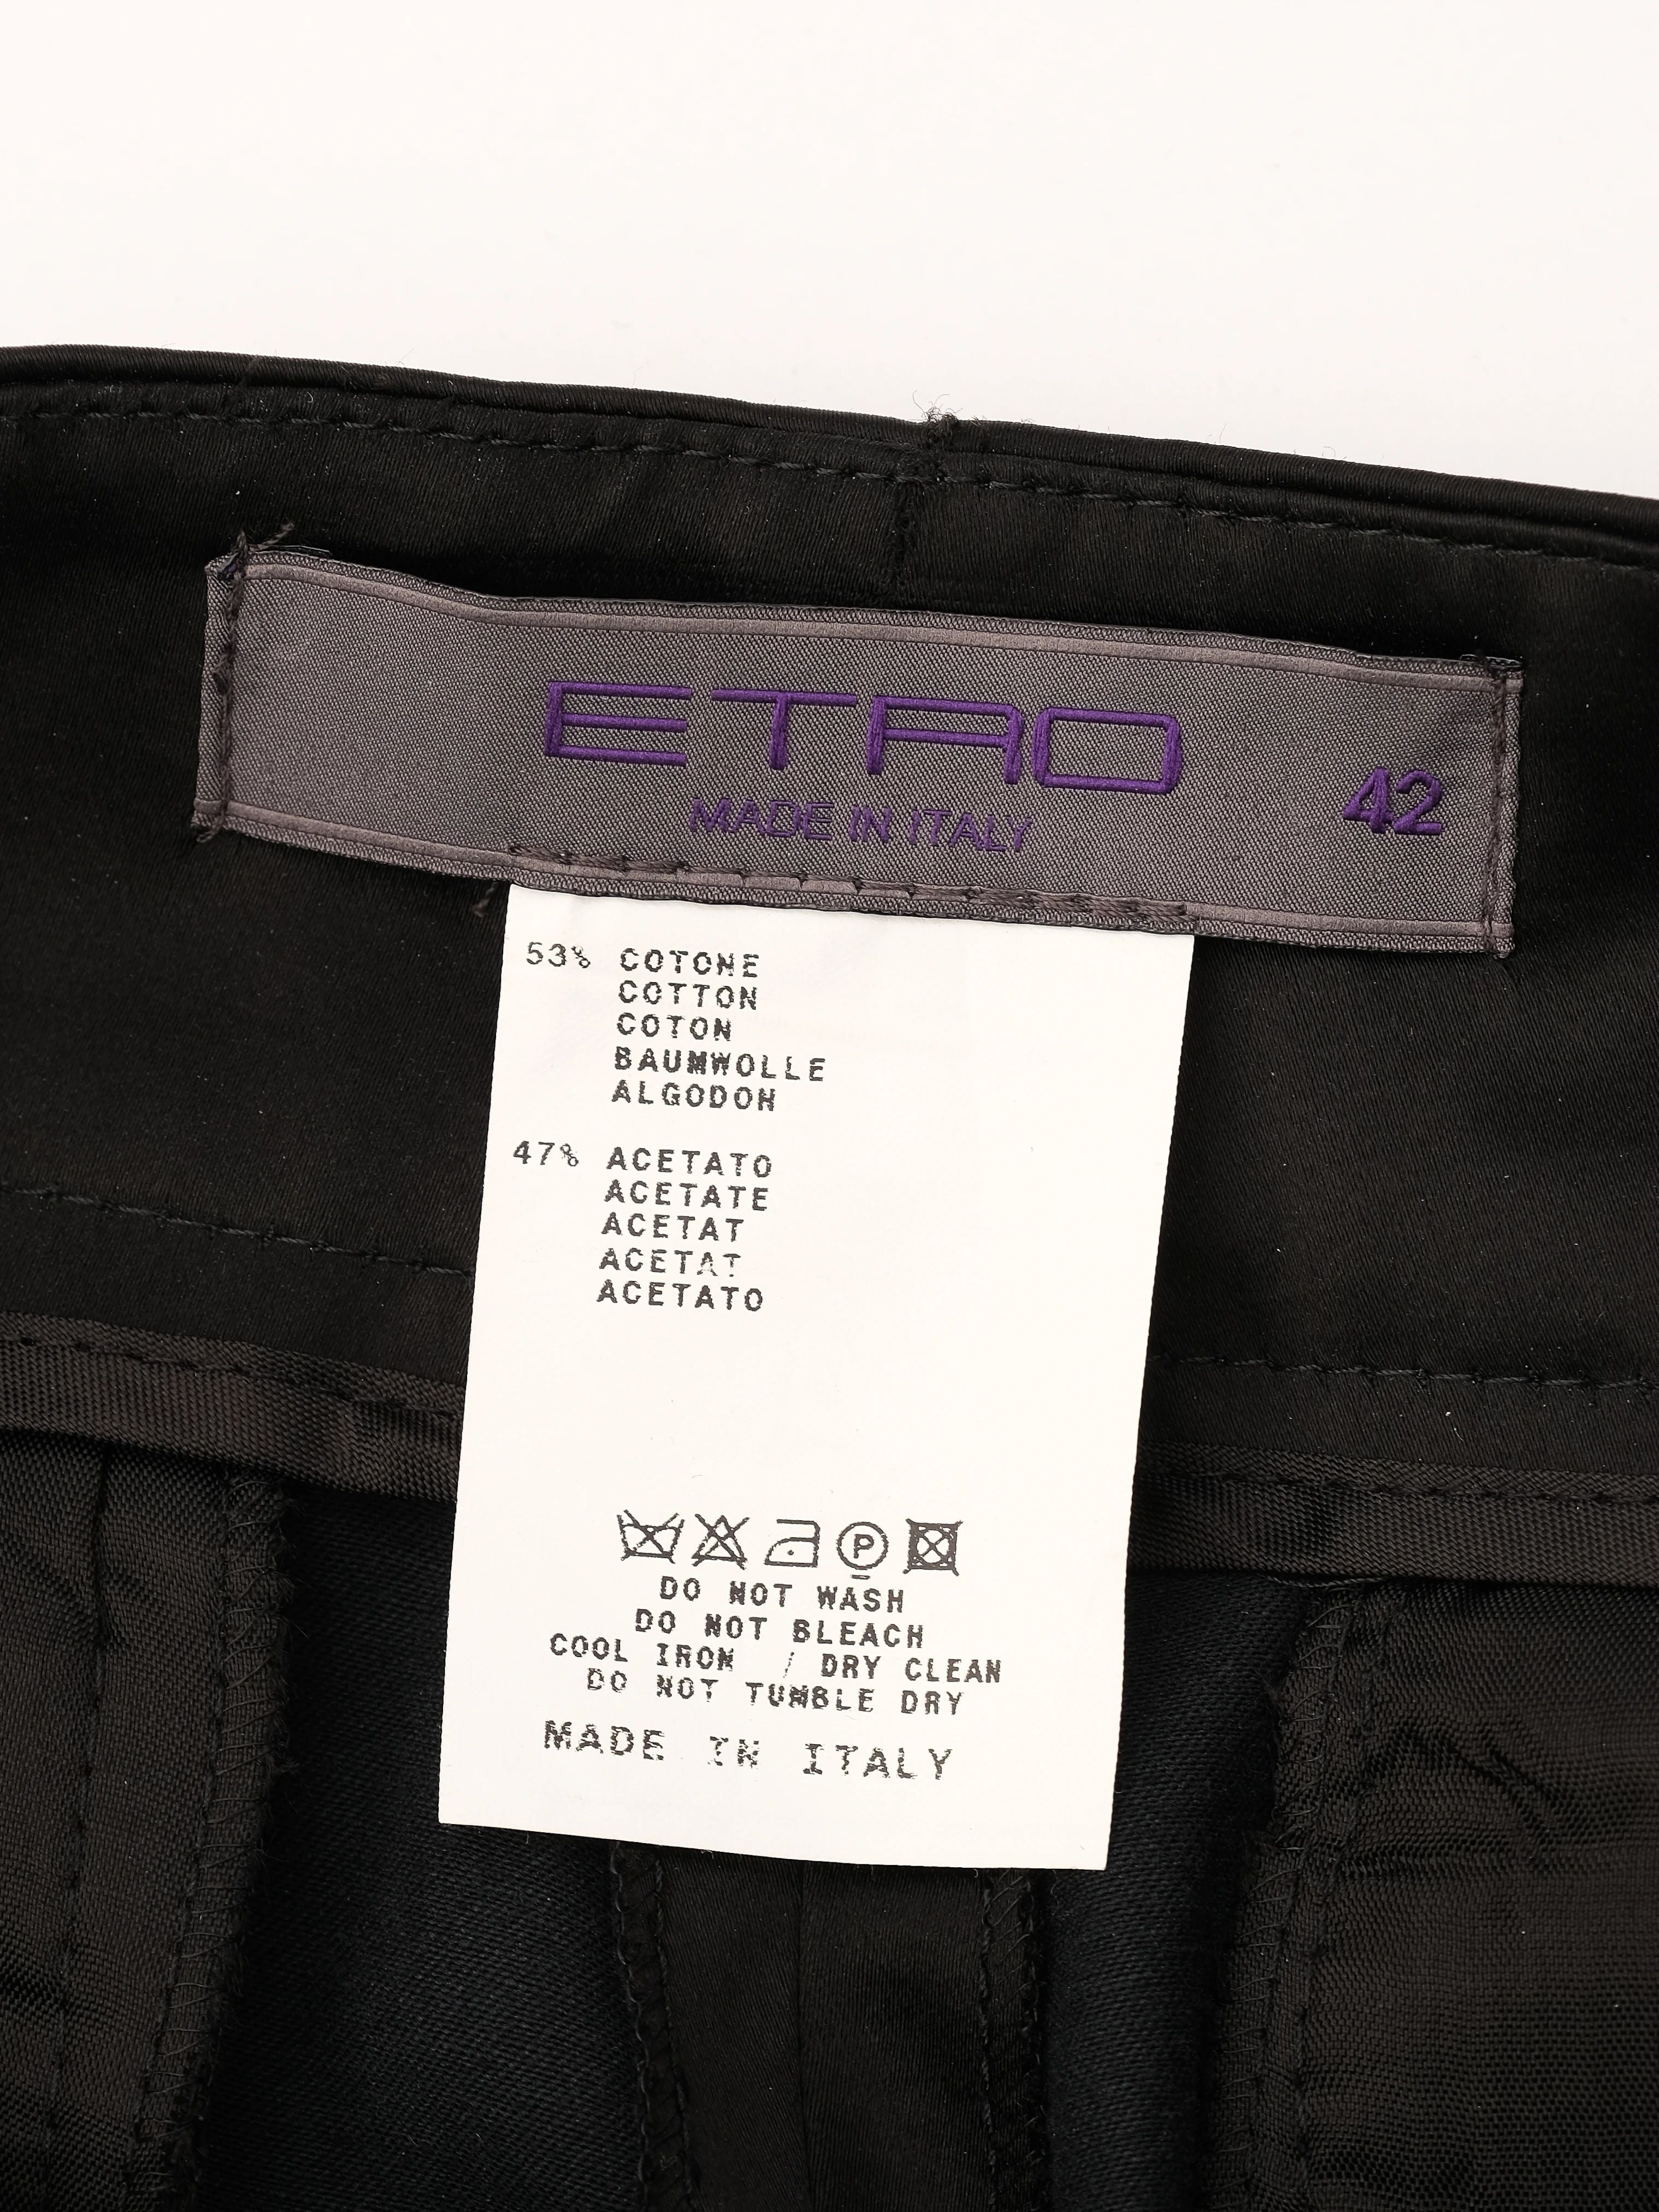 ETRO
MADE IN ITALY
42
53% COTONE
COTTON
COTON
BAUMWOLLE
ALGODON
47% ACETATO
ACETATE
ACETAT
ACETAT
ACETATO
P
DO NOT WASH
DO NOT BLEACH
COOL IRON / DRY CLEAN
DO NOT TUMBLE DRY
MADE IN ITALY